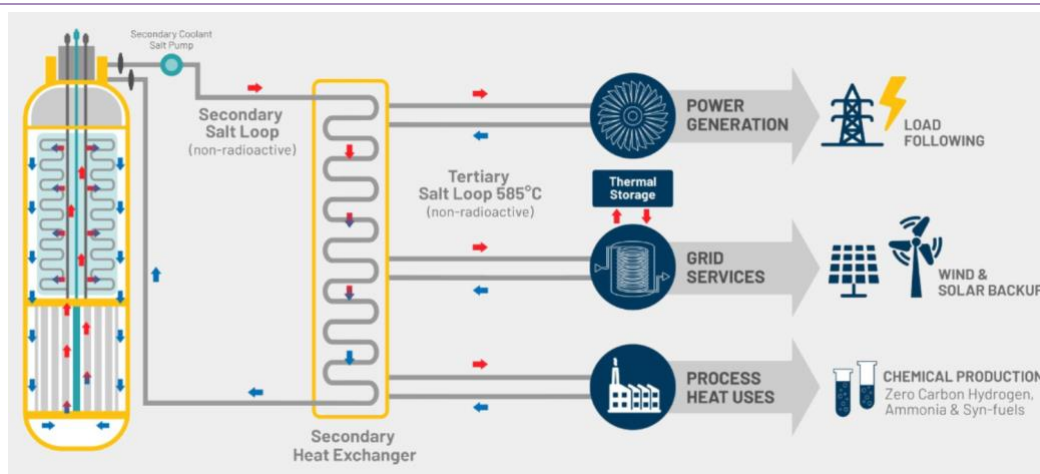 Secondary Coolant
Salt Pump
Secondary
Salt Loop
(non-radioactive)
Tertiary
Salt Loop 585°C
(non-radioactive)
Secondary
Heat Exchanger
POWER
GENERATION
LOAD
FOLLOWING
Thermal
Storage
GRID
SERVICES
WIND &
SOLAR BACKUP
PROCESS
HEAT USES
CHEMICAL PRODUCTION
Zero Carbon Hydrogen,
Ammonia & Syn-fuels